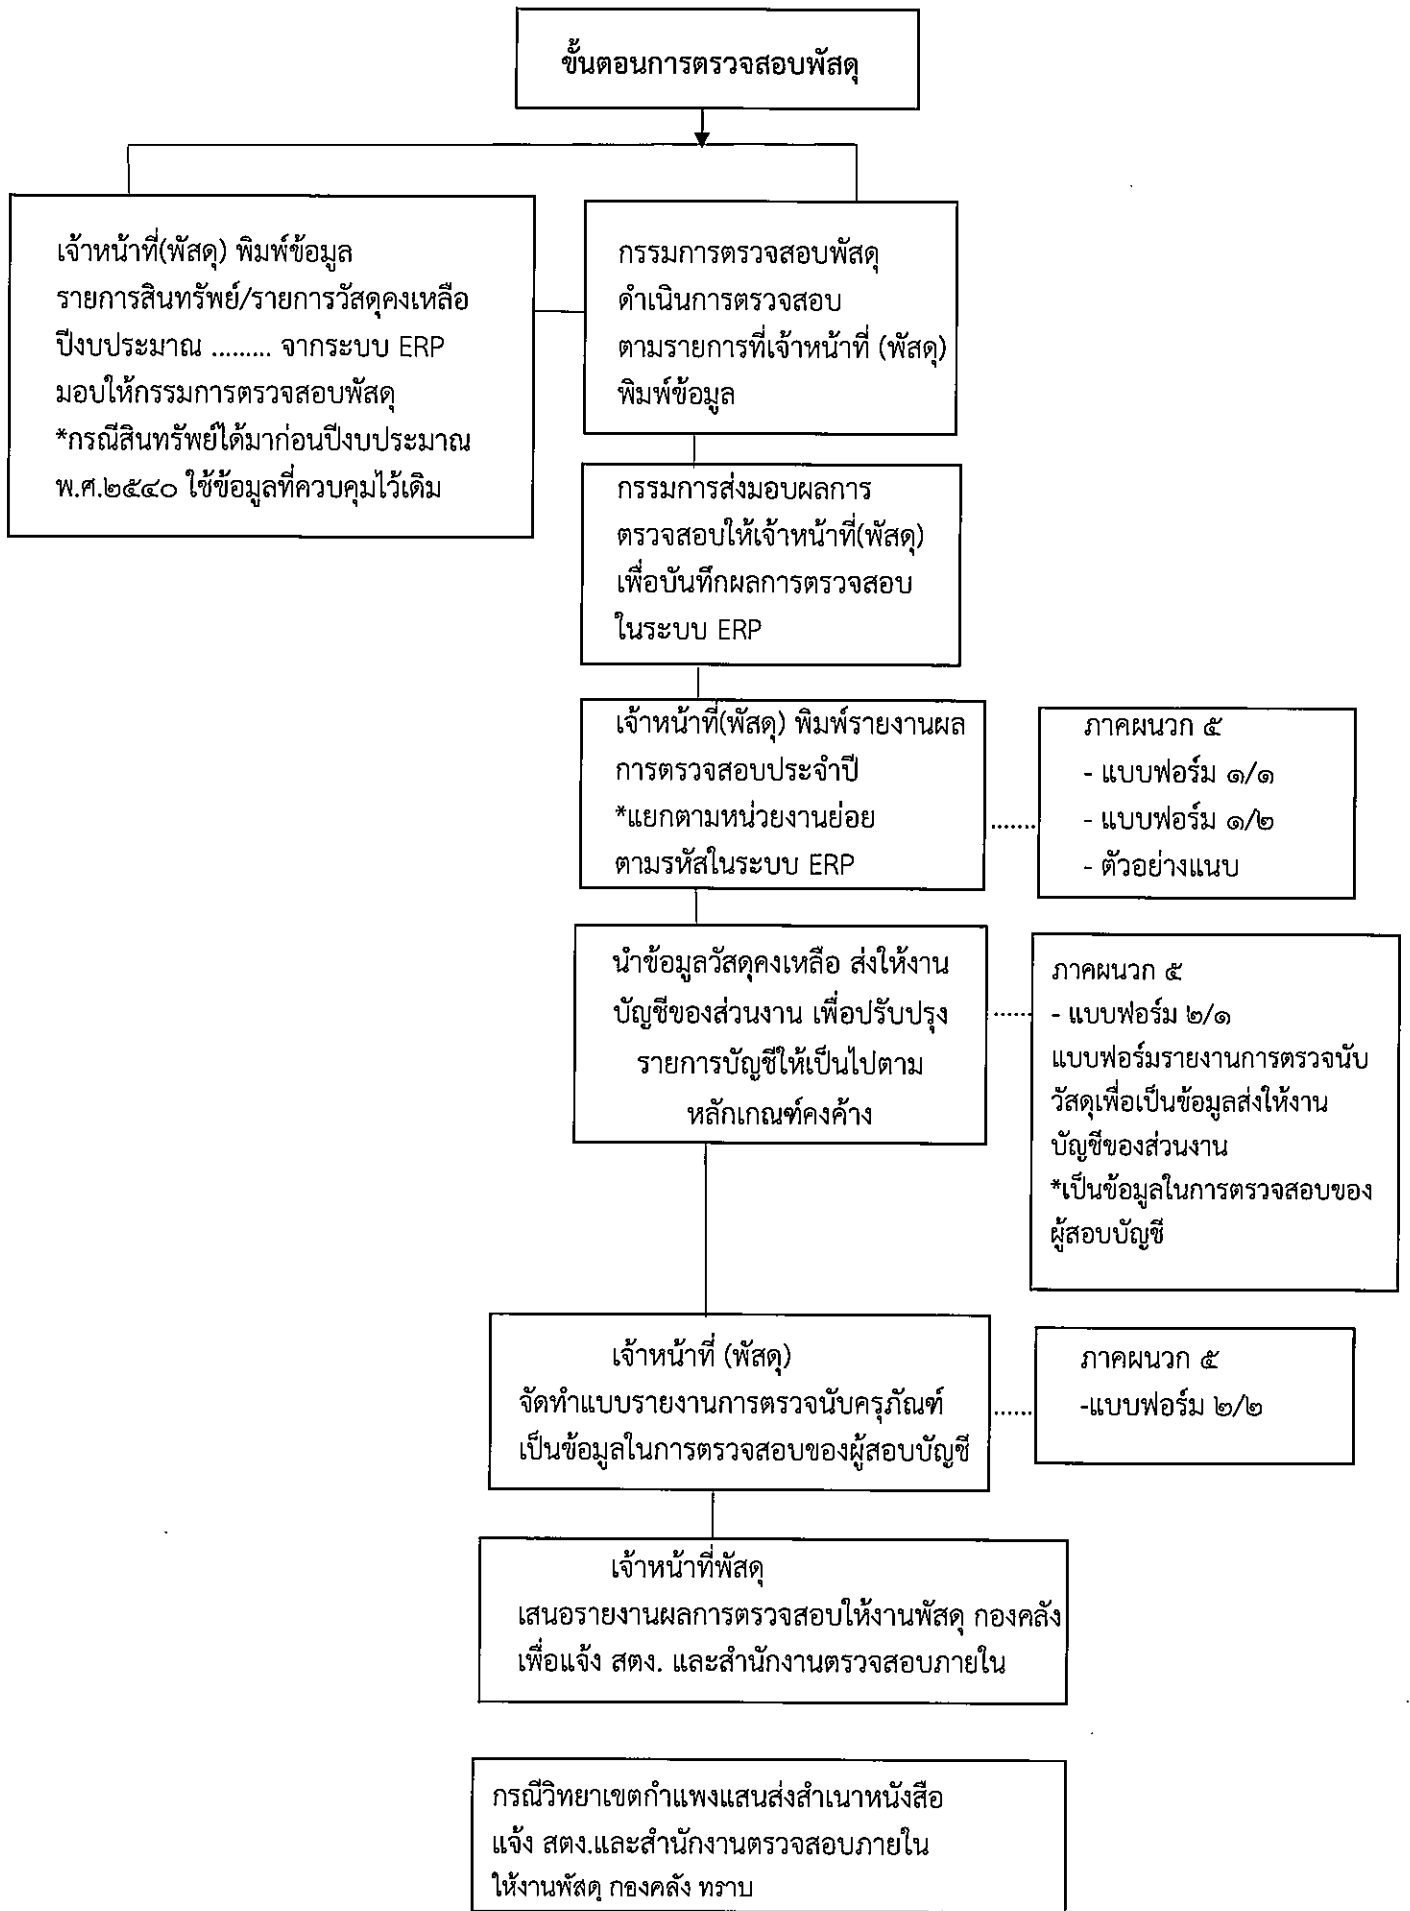 ขั้นตอนการตรวจสอบพัสดุ
เจ้าหน้าที่(พัสดุ) พิมพ์ข้อมูล
รายการสินทรัพย์/รายการวัสดุคงเหลือ
ปีงบประมาณ ......... จากระบบ ERP
มอบให้กรรมการตรวจสอบพัสดุ
*กรณีสินทรัพย์ได้มาก่อนปีงบประมาณ
พ.ศ.๒๕๔๐ ใช้ข้อมูลที่ควบคุมไว้เดิม
กรรมการตรวจสอบพัสดุ
ดำเนินการตรวจสอบ
ตามรายการที่เจ้าหน้าที่ (พัสดุ)
พิมพ์ข้อมูล
กรรมการส่งมอบผลการ
ตรวจสอบให้เจ้าหน้าที่(พัสดุ)
เพื่อบันทึกผลการตรวจสอบ
ในระบบ ERP
เจ้าหน้าที่(พัสดุ) พิมพ์รายงานผล
การตรวจสอบประจำปี
*แยกตามหน่วยงานย่อย
ตามรหัสในระบบ ERP
ภาคผนวก ๕
- แบบฟอร์ม ๑/๑
- แบบฟอร์ม ๑/๒
- ตัวอย่างแนบ
นำข้อมูลวัสดุคงเหลือ ส่งให้งาน
บัญชีของส่วนงาน เพื่อปรับปรุง
รายการบัญชีให้เป็นไปตาม
หลักเกณฑ์คงค้าง
ภาคผนวก ๕
- แบบฟอร์ม ๒/๑
แบบฟอร์มรายงานการตรวจนับ
วัสดุเพื่อเป็นข้อมูลส่งให้งาน
บัญชีของส่วนงาน
*เป็นข้อมูลในการตรวจสอบของ
ผู้สอบบัญชี
เจ้าหน้าที่ (พัสดุ)
จัดทำแบบรายงานการตรวจนับครุภัณฑ์
เป็นข้อมูลในการตรวจสอบของผู้สอบบัญชี
ภาคผนวก ๕
-แบบฟอร์ม ๒/๒
เจ้าหน้าที่พัสดุ
เสนอรายงานผลการตรวจสอบให้งานพัสดุ กองคลัง
เพื่อแจ้ง สตง. และสำนักงานตรวจสอบภายใน
กรณีวิทยาเขตกำแพงแสนส่งสำเนาหนังสือ
แจ้ง สตง.และสำนักงานตรวจสอบภายใน
ให้งานพัสดุ กองคลัง ทราบ